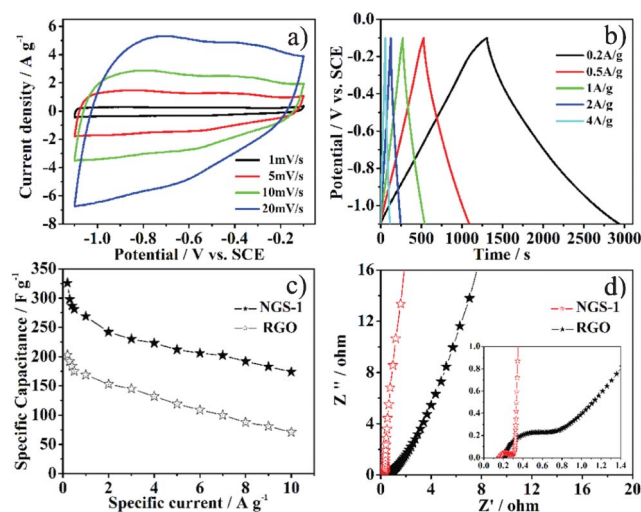 a)
Current density / A g⁻¹
6
4
2
0
-2
-4
-6
-8
-1.0 -0.8 -0.6 -0.4 -0.2
Potential / V vs. SCE
1mV/s
5mV/s
10mV/s
20mV/s
b)
Potential / V vs. SCE
0.0
-0.2
-0.4
-0.6
-0.8
-1.0
0 500 1000 1500 2000 2500 3000
Time / s
0.2A/g
0.5A/g
1A/g
2A/g
4A/g
c)
Specific Capacitance / F g⁻¹
350
300
250
200
150
100
50
0
0 2 4 6 8 10
Specific current / A g⁻¹
NGS-1
RGO
d)
Z '' / ohm
16
12
8
4
0
0 4 8 12 16 20
Z' / ohm
NGS-1
RGO
1.0
0.8
0.6
0.4
0.2
0.0
0.0 0.2 0.4 0.6 0.8 1.0 1.2 1.4